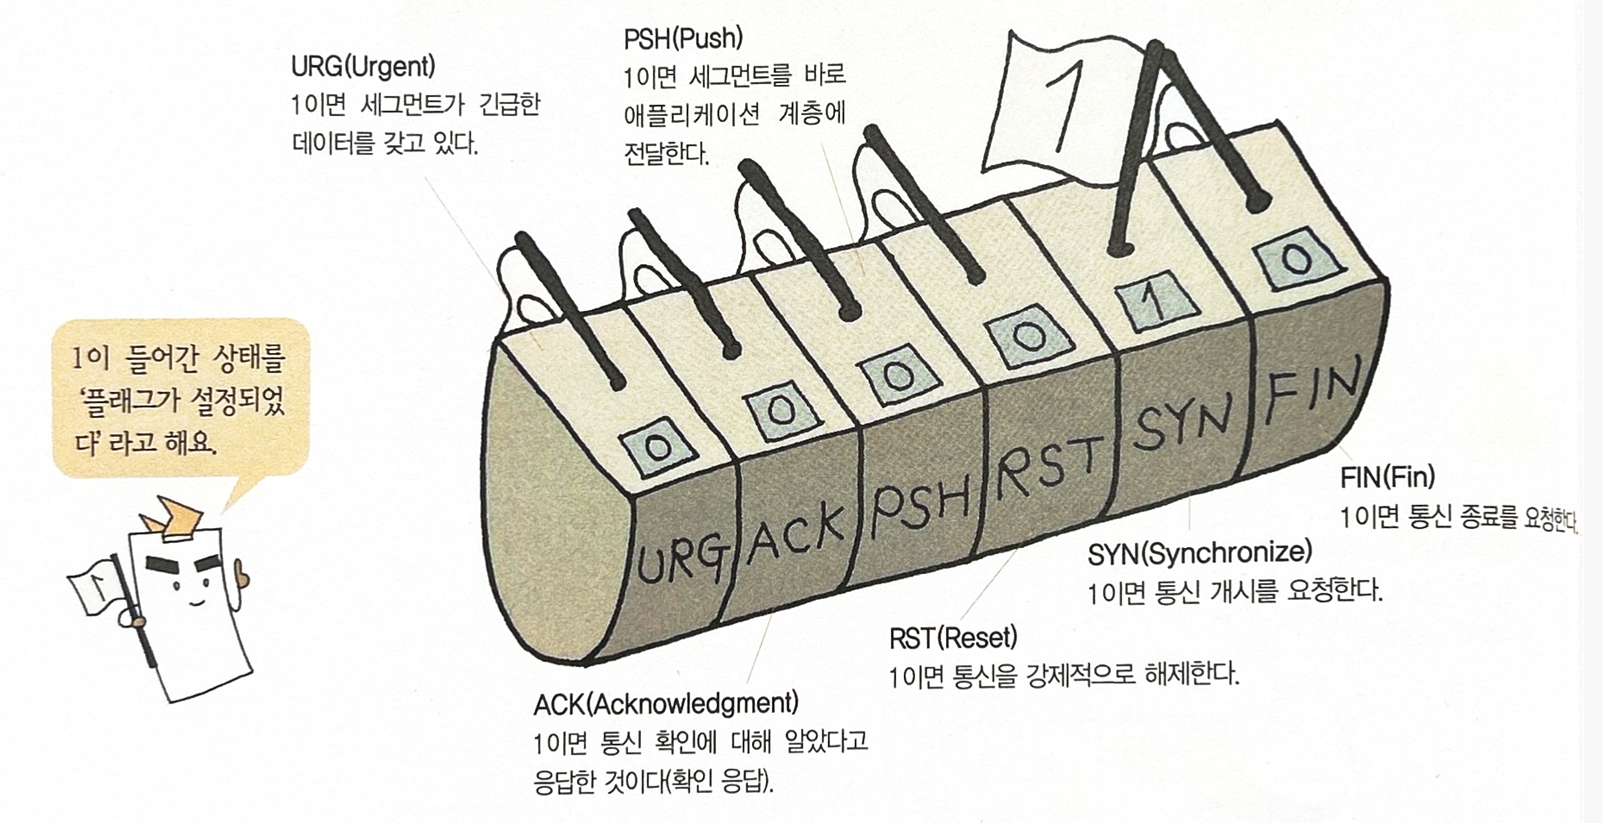 URG(Urgent)
1이면 세그먼트가 긴급한
데이터를 갖고 있다.
PSH(Push)
1이면 세그먼트를 바로
애플리케이션 계층에
전달한다.
1
0
0
0
0
1
0
URG
ACK
PSH
RST
SYN
FIN
1이 들어간 상태를
‘플래그가 설정되었
다’ 라고 해요.
1
FIN(Fin)
1이면 통신 종료를 요청한다.
SYN(Synchronize)
1이면 통신 개시를 요청한다.
RST(Reset)
1이면 통신을 강제적으로 해제한다.
ACK(Acknowledgment)
1이면 통신 확인에 대해 알았다고
응답한 것이다(확인 응답).